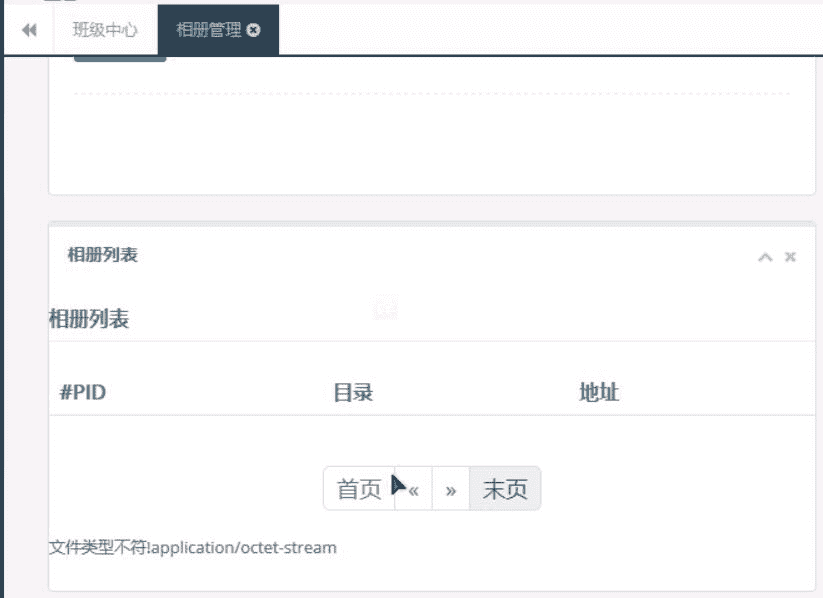 班级中心 相册管理
相册列表
相册列表
#PID 目录 地址
首页 « » 末页
文件类型不符!application/octet-stream